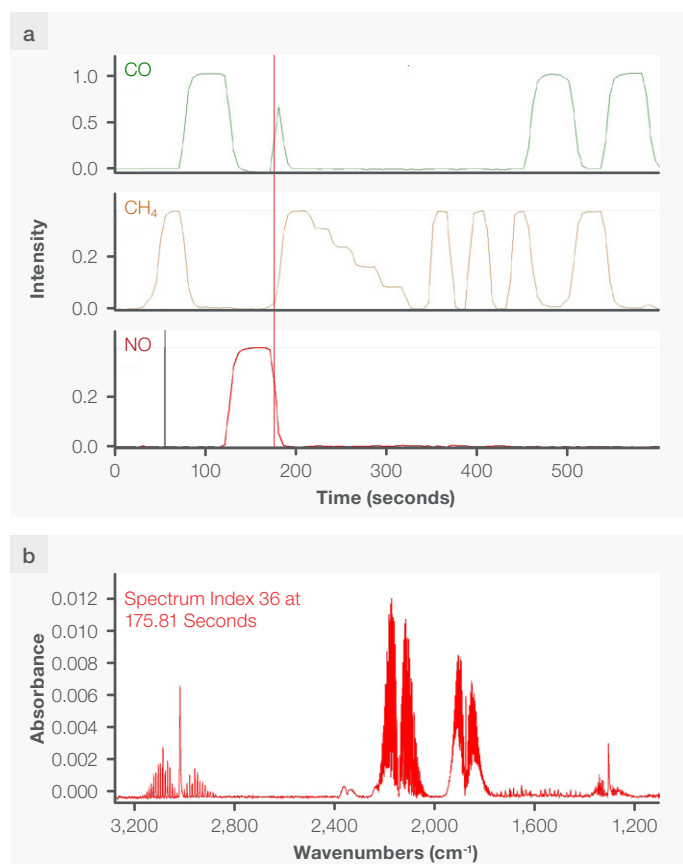 a
CO
1.0
0.5
0.0
CH₄
0.2
0.0
Intensity
NO
0.2
0.0
0
100
200
300
400
500
Time (seconds)
b
Spectrum Index 36 at
175.81 Seconds
0.012
0.010
0.008
0.006
0.004
0.002
0.000
Absorbance
3,200
2,800
2,400
2,000
1,600
1,200
Wavenumbers (cm⁻¹)